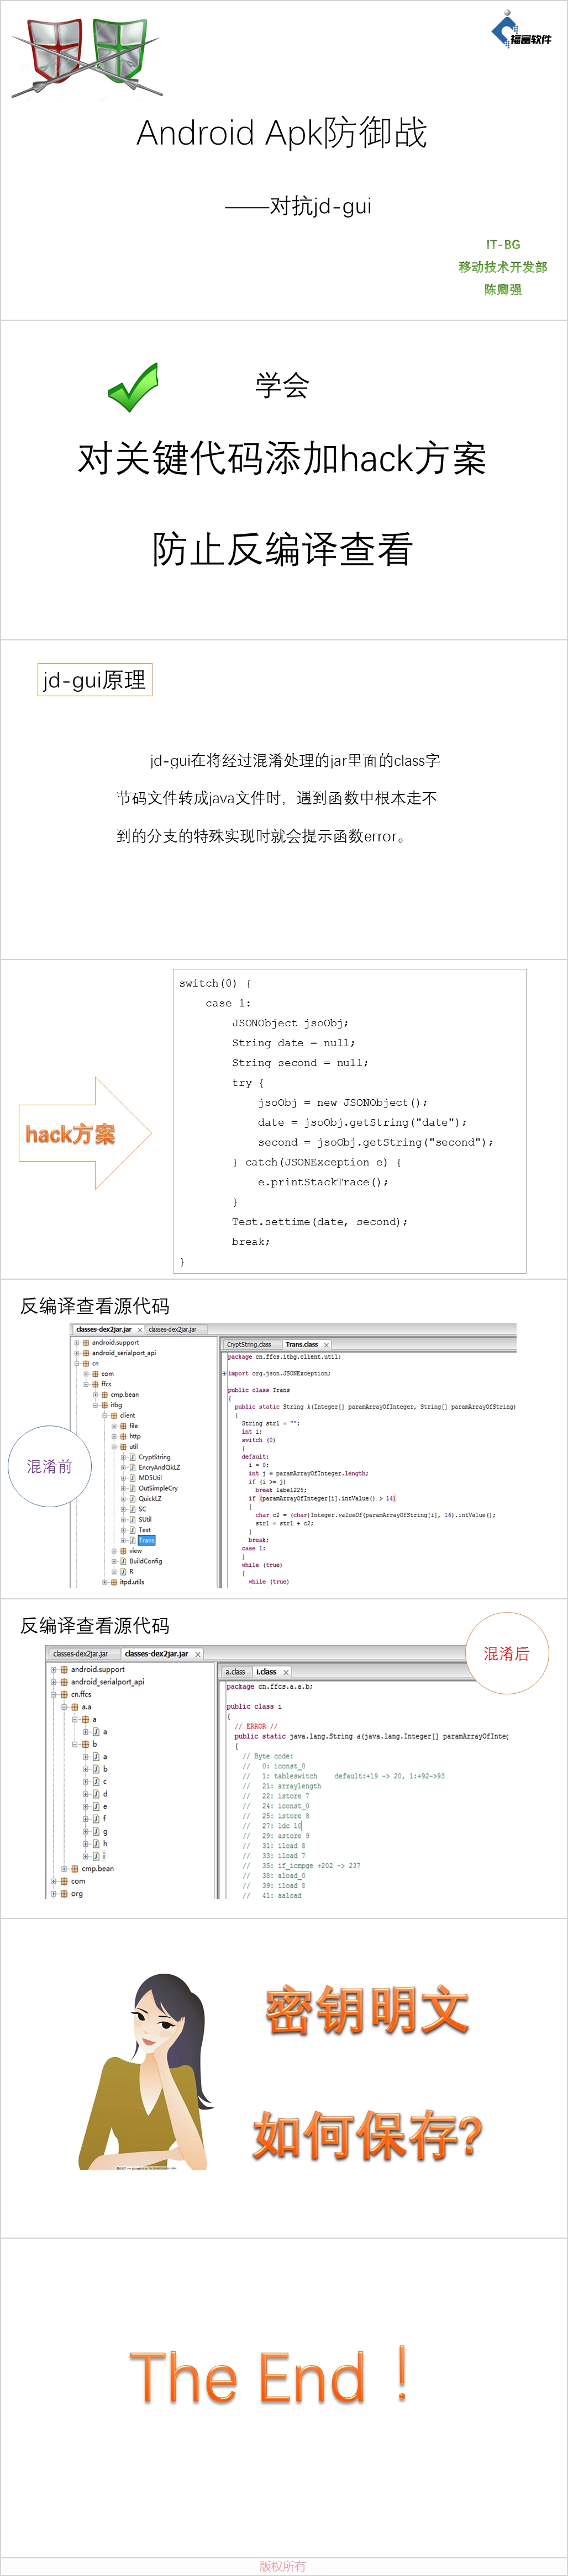 福富软件
Android Apk防御战
——对抗jd-gui
IT-BG
移动技术开发部
陈卿强
学会
对关键代码添加hack方案
防止反编译查看
jd-gui原理
jd-gui在将经过混淆处理的jar里面的class字
节码文件转成java文件时，遇到函数中根本走不
到的分支的特殊实现时就会提示函数error。
hack方案
switch(0) {
case 1:
JSONObject jsoObj;
String date = null;
String second = null;
try {
jsoObj = new JSONObject();
date = jsoObj.getString("date");
second = jsoObj.getString("second");
} catch(JSONException e) {
e.printStackTrace();
}
Test.settime(date, second);
break;
}
反编译查看源代码
混淆前
classes-dex2jar.jar
classes-dex2jar.jar
android.support
android_serialport_api
cn
com
ffcs
cmp.bean
itbg
client
file
http
util
CryptString
EncryAndQkLZ
MD5Util
OutSimpleCry
QuickLZ
SC
SUtil
Test
Trans
view
BuildConfig
R
itpd.utils
CryptString.class
Trans.class
package cn.ffcs.itbg.client.util;
import org.json.JSONException;
public class Trans
{
public static String k(Integer[] paramArrayOfInteger, String[] paramArrayOfString)
{
String str1 = "";
int i;
switch (0)
{
default:
i = 0;
int j = paramArrayOfInteger.length;
if (i >= j)
break label225;
if (paramArrayOfInteger[i].intValue() > 14)
{
char c2 = (char)Integer.valueOf(paramArrayOfString[i], 16).intValue();
str1 = str1 + c2;
}
break;
case 1:
}
while (true)
{
while (true)
反编译查看源代码
混淆后
classes-dex2jar.jar
classes-dex2jar.jar
android.support
android_serialport_api
cn.ffcs
a.a
a
a
b
a
b
c
d
e
f
g
h
i
cmp.bean
com
org
a.class
i.class
package cn.ffcs.a.a.b;
public class i
{
// ERROR //
public static java.lang.String a(java.lang.Integer[] paramArrayOfInteg
{
// Byte code:
// 0: iconst_0
// 1: tableswitch default:+19 -> 20, 1:+92->93
// 21: arraylength
// 22: istore 7
// 24: iconst_0
// 25: istore 8
// 27: ldc 10
// 29: astore 9
// 31: iload 8
// 33: iload 7
// 35: if_icmpge +202 -> 237
// 38: aload_0
// 39: iload 8
// 41: aaload
密钥明文
如何保存?
The End！
版权所有